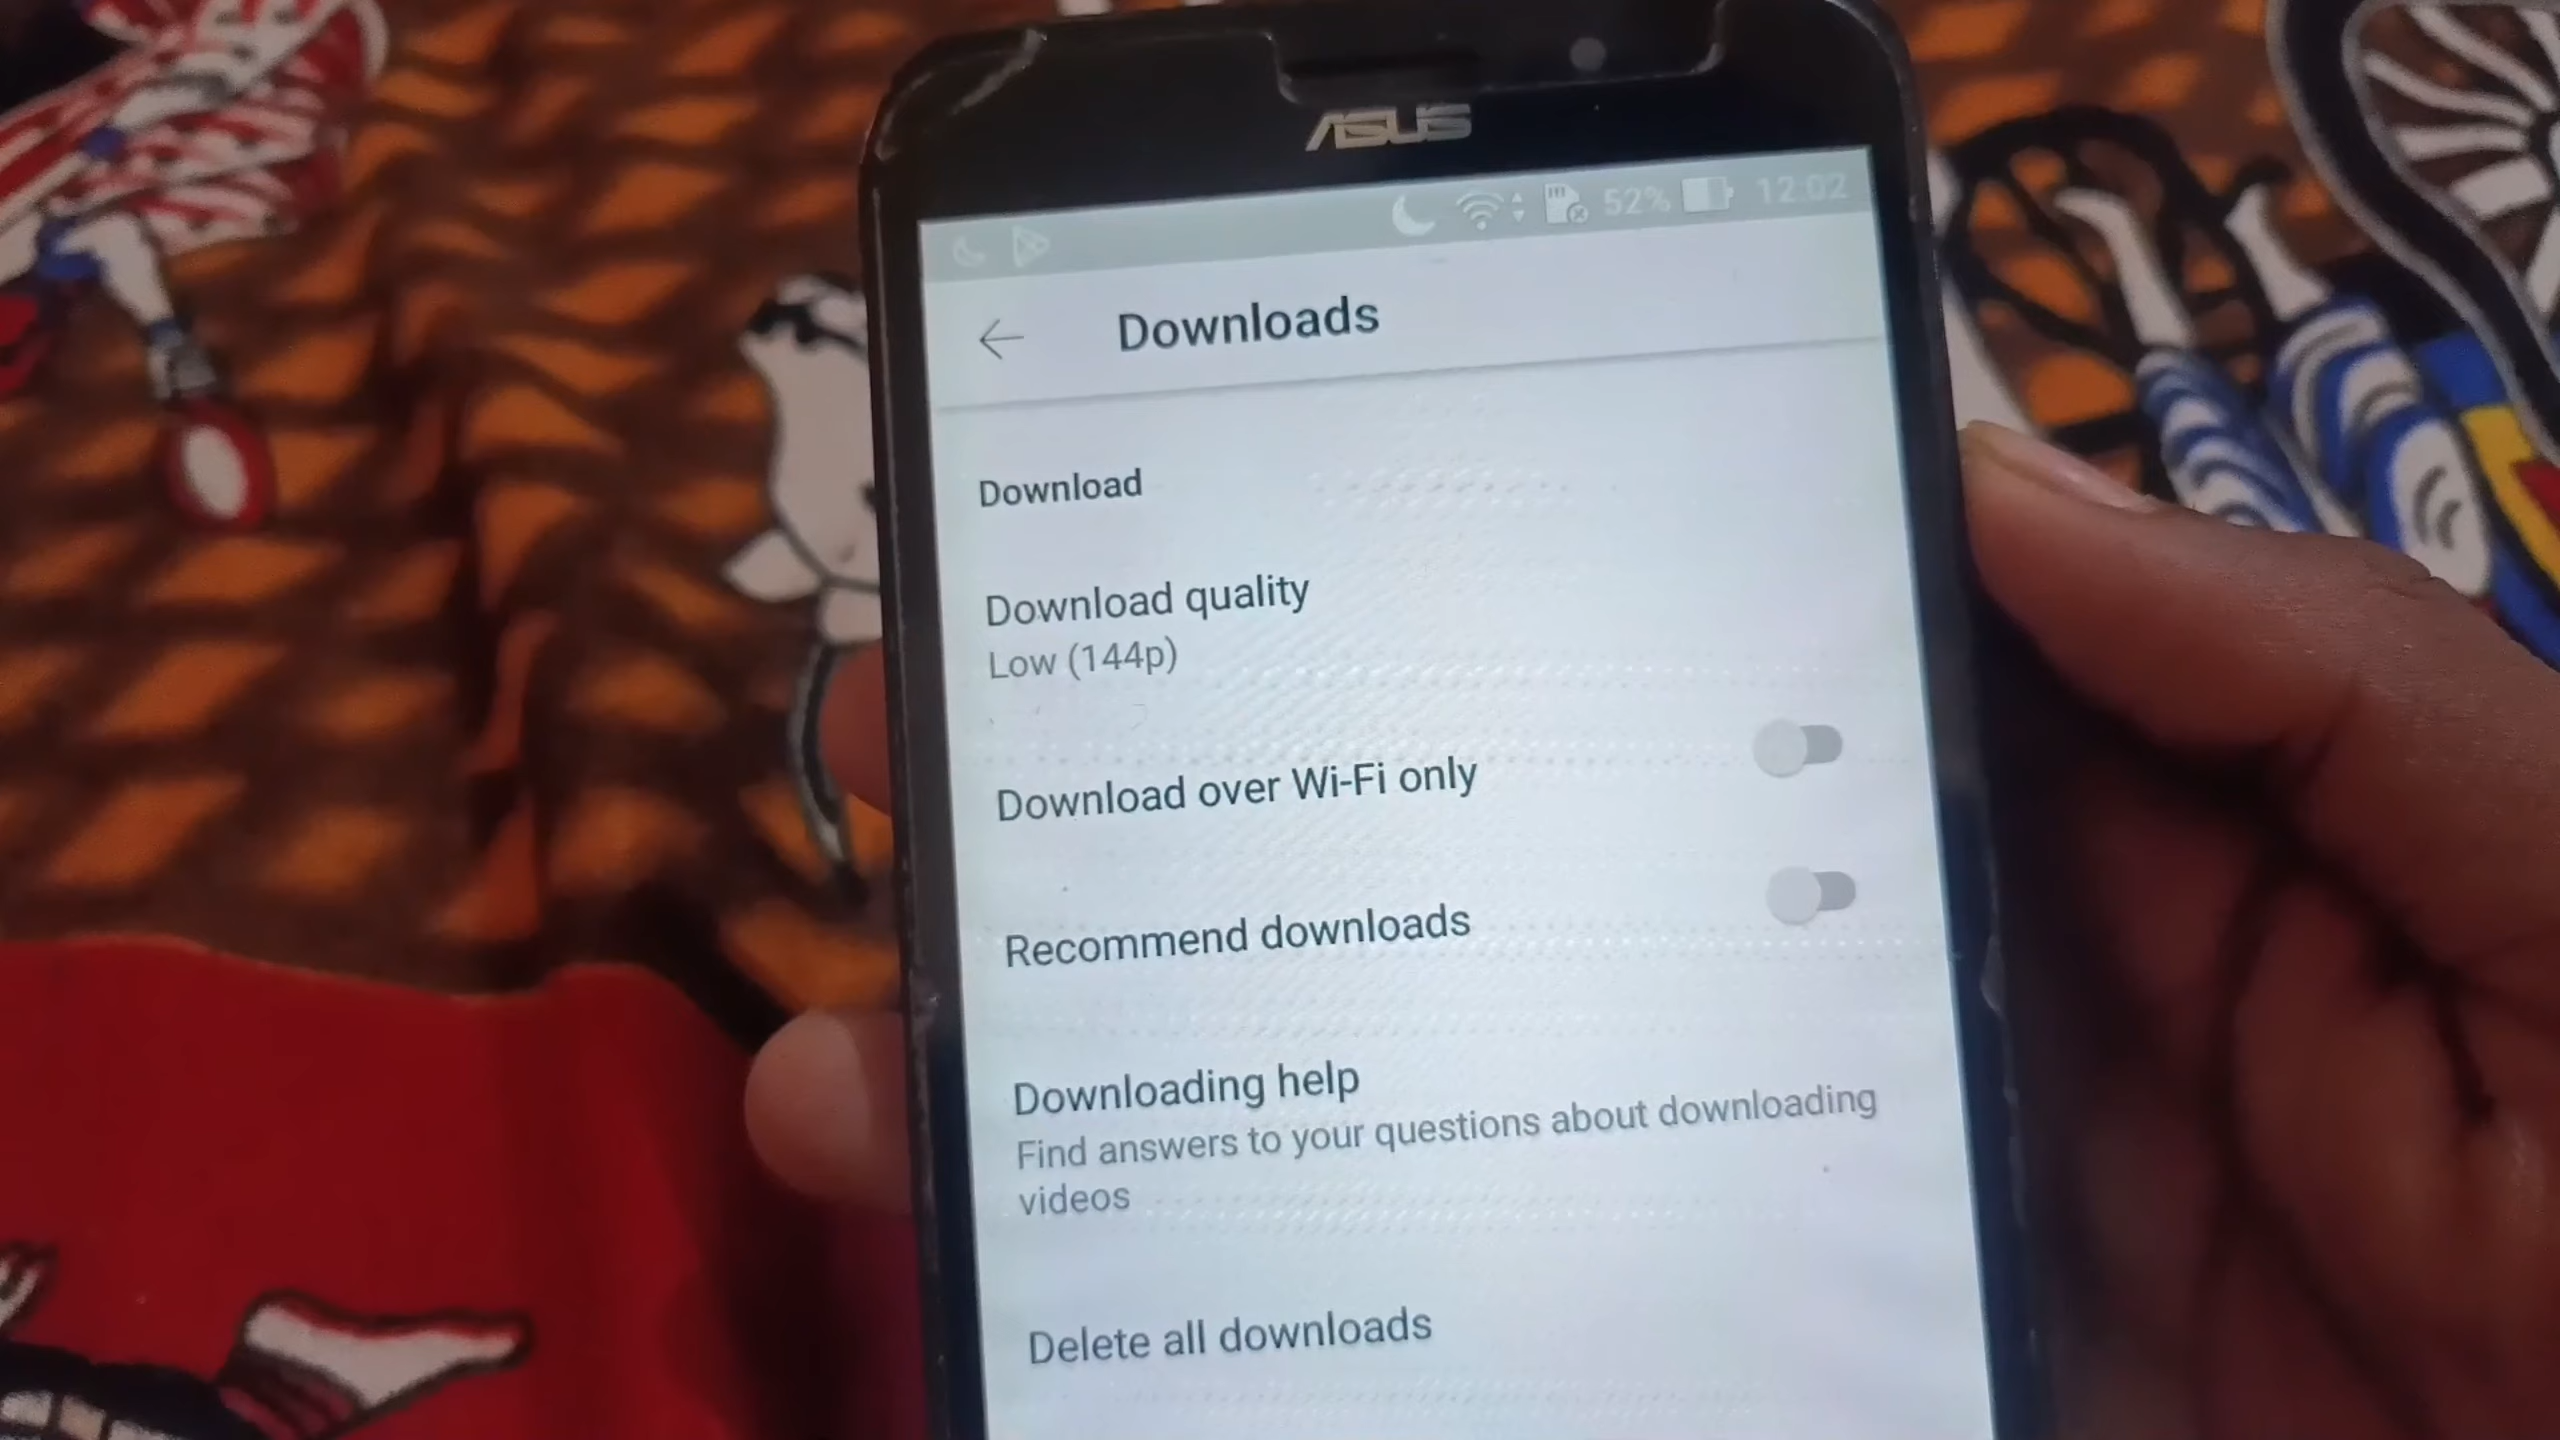 ASUS
52% 12:02
Downloads
Download
Download quality
Low (144p)
Download over Wi-Fi only
Recommend downloads
Downloading help
Find answers to your questions about downloading
videos
Delete all downloads